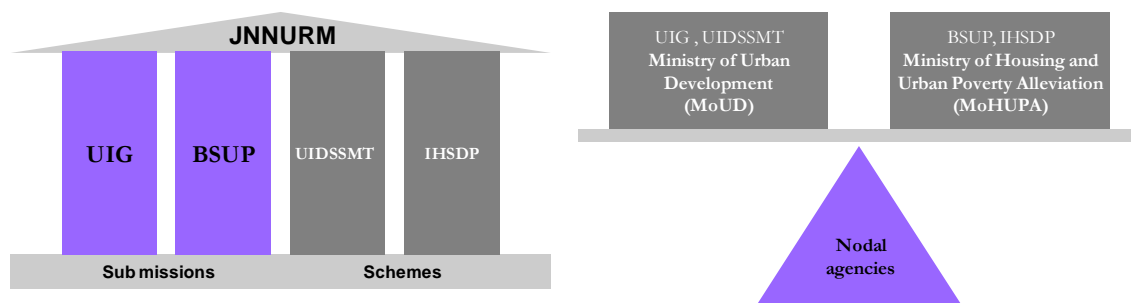 JNNURM
UIG
BSUP
UIDSSMT
IHSDP
Sub missions
Schemes
UIG , UIDSSMT
Ministry of Urban
Development
(MoUD)
BSUP, IHSDP
Ministry of Housing and
Urban Poverty Alleviation
(MoHUPA)
Nodal
agencies